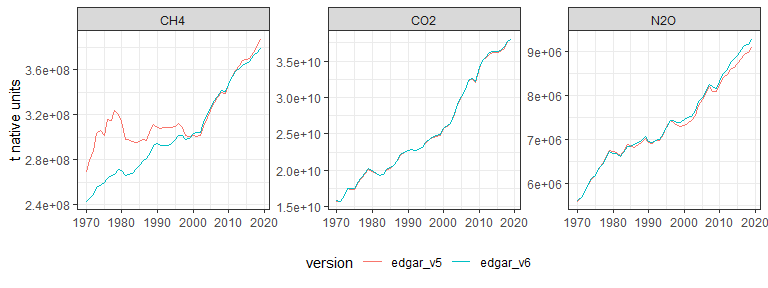 CH4 CO2 N2O
t native units
3.6e+08 3.5e+10 9e+06
3.2e+08 3.0e+10 8e+06
2.8e+08 2.5e+10 7e+06
2.4e+08 2.0e+10 6e+06
1.5e+10
1970 1980 1990 2000 2010 2020 1970 1980 1990 2000 2010 2020 1970 1980 1990 2000 2010 2020
version edgar_v5 edgar_v6